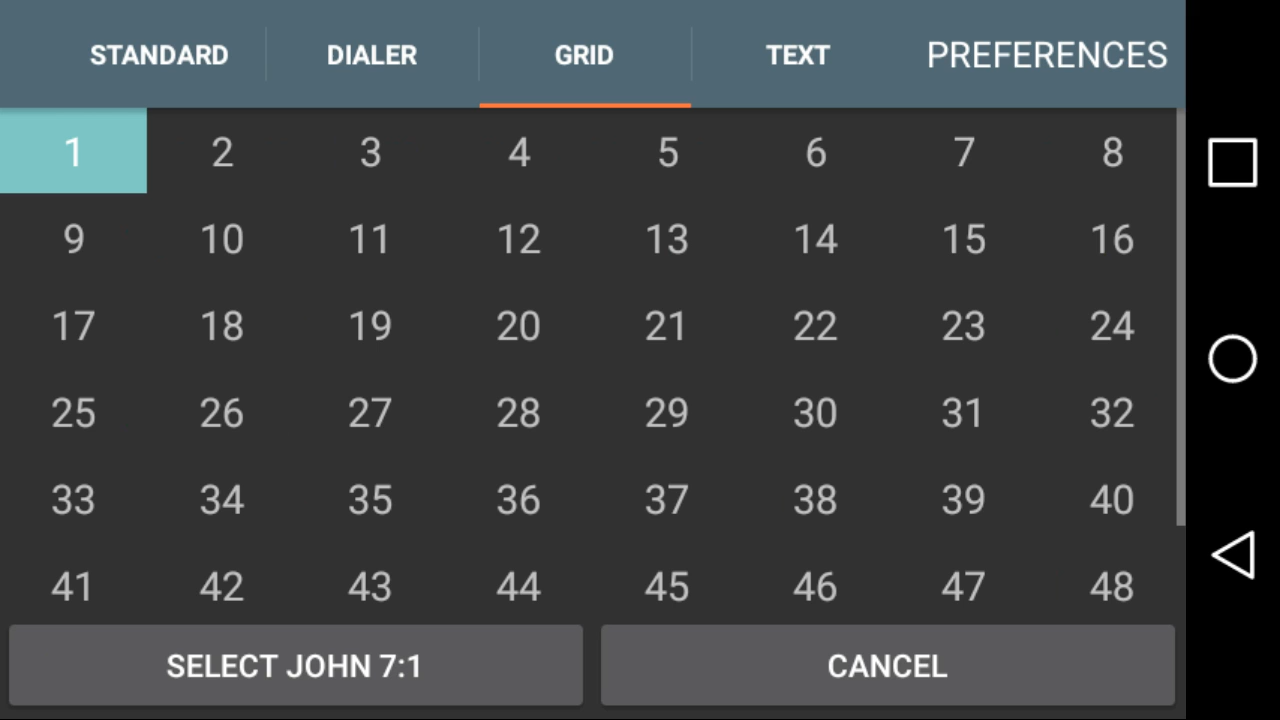 STANDARD DIALER GRID TEXT PREFERENCES
1 2 3 4 5 6 7 8
9 10 11 12 13 14 15 16
17 18 19 20 21 22 23 24
25 26 27 28 29 30 31 32
33 34 35 36 37 38 39 40
41 42 43 44 45 46 47 48
SELECT JOHN 7:1 CANCEL